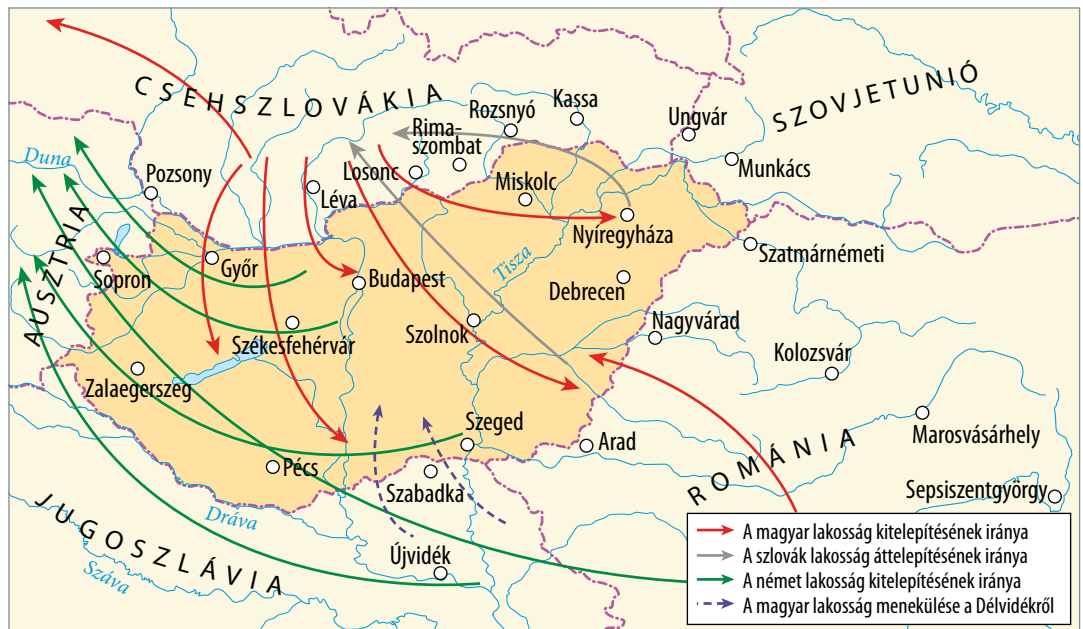 CSEHSZLOVÁKIA
SZOVJETUNIÓ
Kassa
Rozsnyó
Ungvár
Rima-
szombat
Duna
Losonc
Munkács
Pozsony
Miskolc
Léva
Nyíregyháza
AUSZTRIA
Sopron
Győr
Tisza
Szatmárnémeti
Budapest
Debrecen
Szolnok
Nagyvárad
Székesfehérvár
Kolozsvár
Zalaegerszeg
Szeged
Arad
Marosvásárhely
ROMÁNIA
Pécs
Szabadka
Sepsiszentgyörgy
JUGOSZLÁVIA
Dráva
Újvidék
Száva
A magyar lakosság kitelepítésének iránya
A szlovák lakosság áttelepítésének iránya
A német lakosság kitelepítésének iránya
A magyar lakosság menekülése a Délvidékről